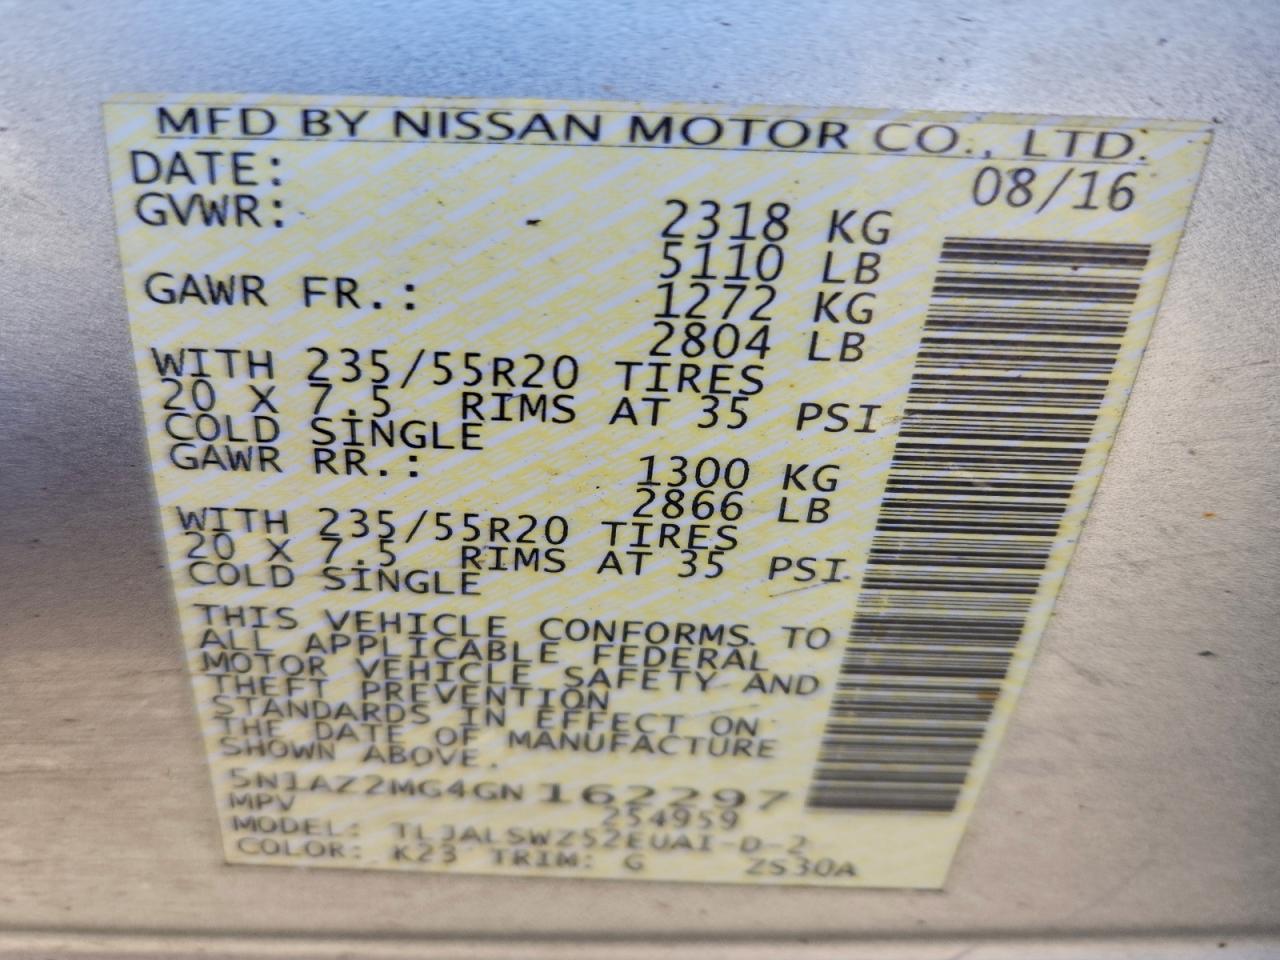 MFD BY NISSAN MOTOR CO., LTD.
DATE: 08/16
GVWR: 2318 KG
5110 LB
GAWR FR.: 1272 KG
2804 LB
WITH 235/55R20 TIRES
20 X 7.5 RIMS AT 35 PSI
COLD SINGLE
GAWR RR.: 1300 KG
2866 LB
WITH 235/55R20 TIRES
20 X 7.5 RIMS AT 35 PSI
COLD SINGLE
THIS VEHICLE CONFORMS TO
ALL APPLICABLE FEDERAL
MOTOR VEHICLE SAFETY AND
THEFT PREVENTION
STANDARDS IN EFFECT ON
THE DATE OF MANUFACTURE
SHOWN ABOVE.
5N1AZ2MG4GN162297
MPV 254959
MODEL: TLJALSWZ52EUAI-D-2
COLOR: K23 TRIM: G ZS30A